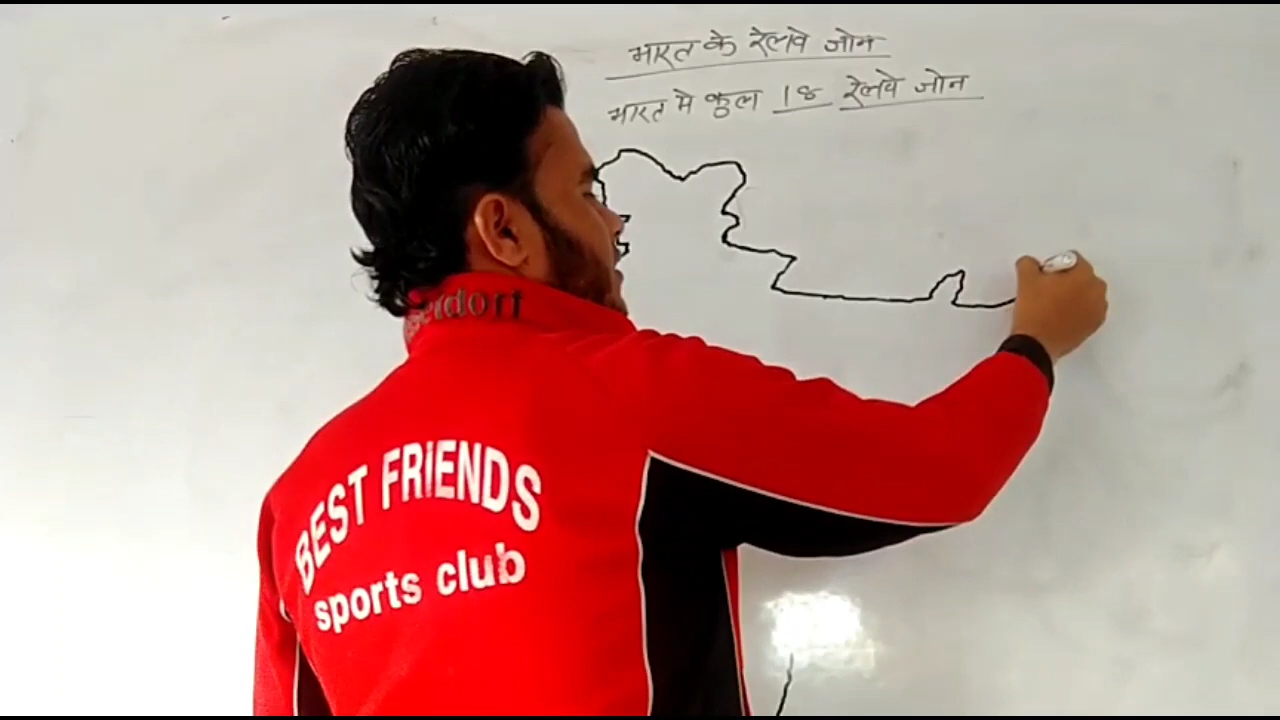 भारत के रेलवे जोन
भारत मे कुल 18 रेलवे जोन
BEST FRiENDS
sports club